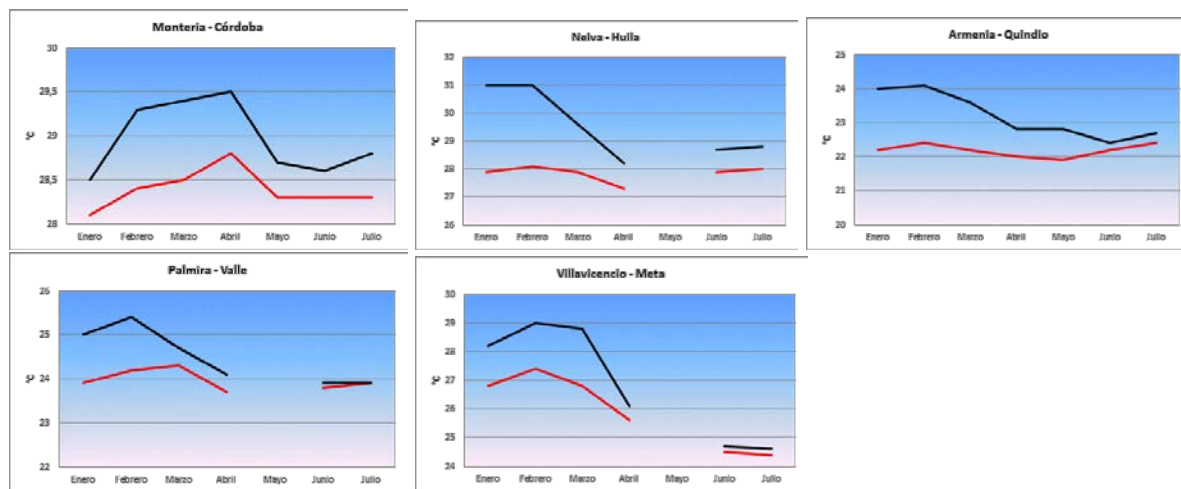 Monteria - Córdoba
30
29,5
29
28,5
28
°C
Enero Febrero Marzo Abril Mayo Junio Julio
Neiva - Huila
32
31
30
29
28
27
26
°C
Enero Febrero Marzo Abril Mayo Junio Julio
Armenia - Quindio
25
24
23
22
21
20
°C
Enero Febrero Marzo Abril Mayo Junio Julio
Palmira - Valle
26
25
24
23
22
°C
Enero Febrero Marzo Abril Mayo Junio Julio
Villavicencio - Meta
30
29
28
27
26
25
24
°C
Enero Febrero Marzo Abril Mayo Junio Julio